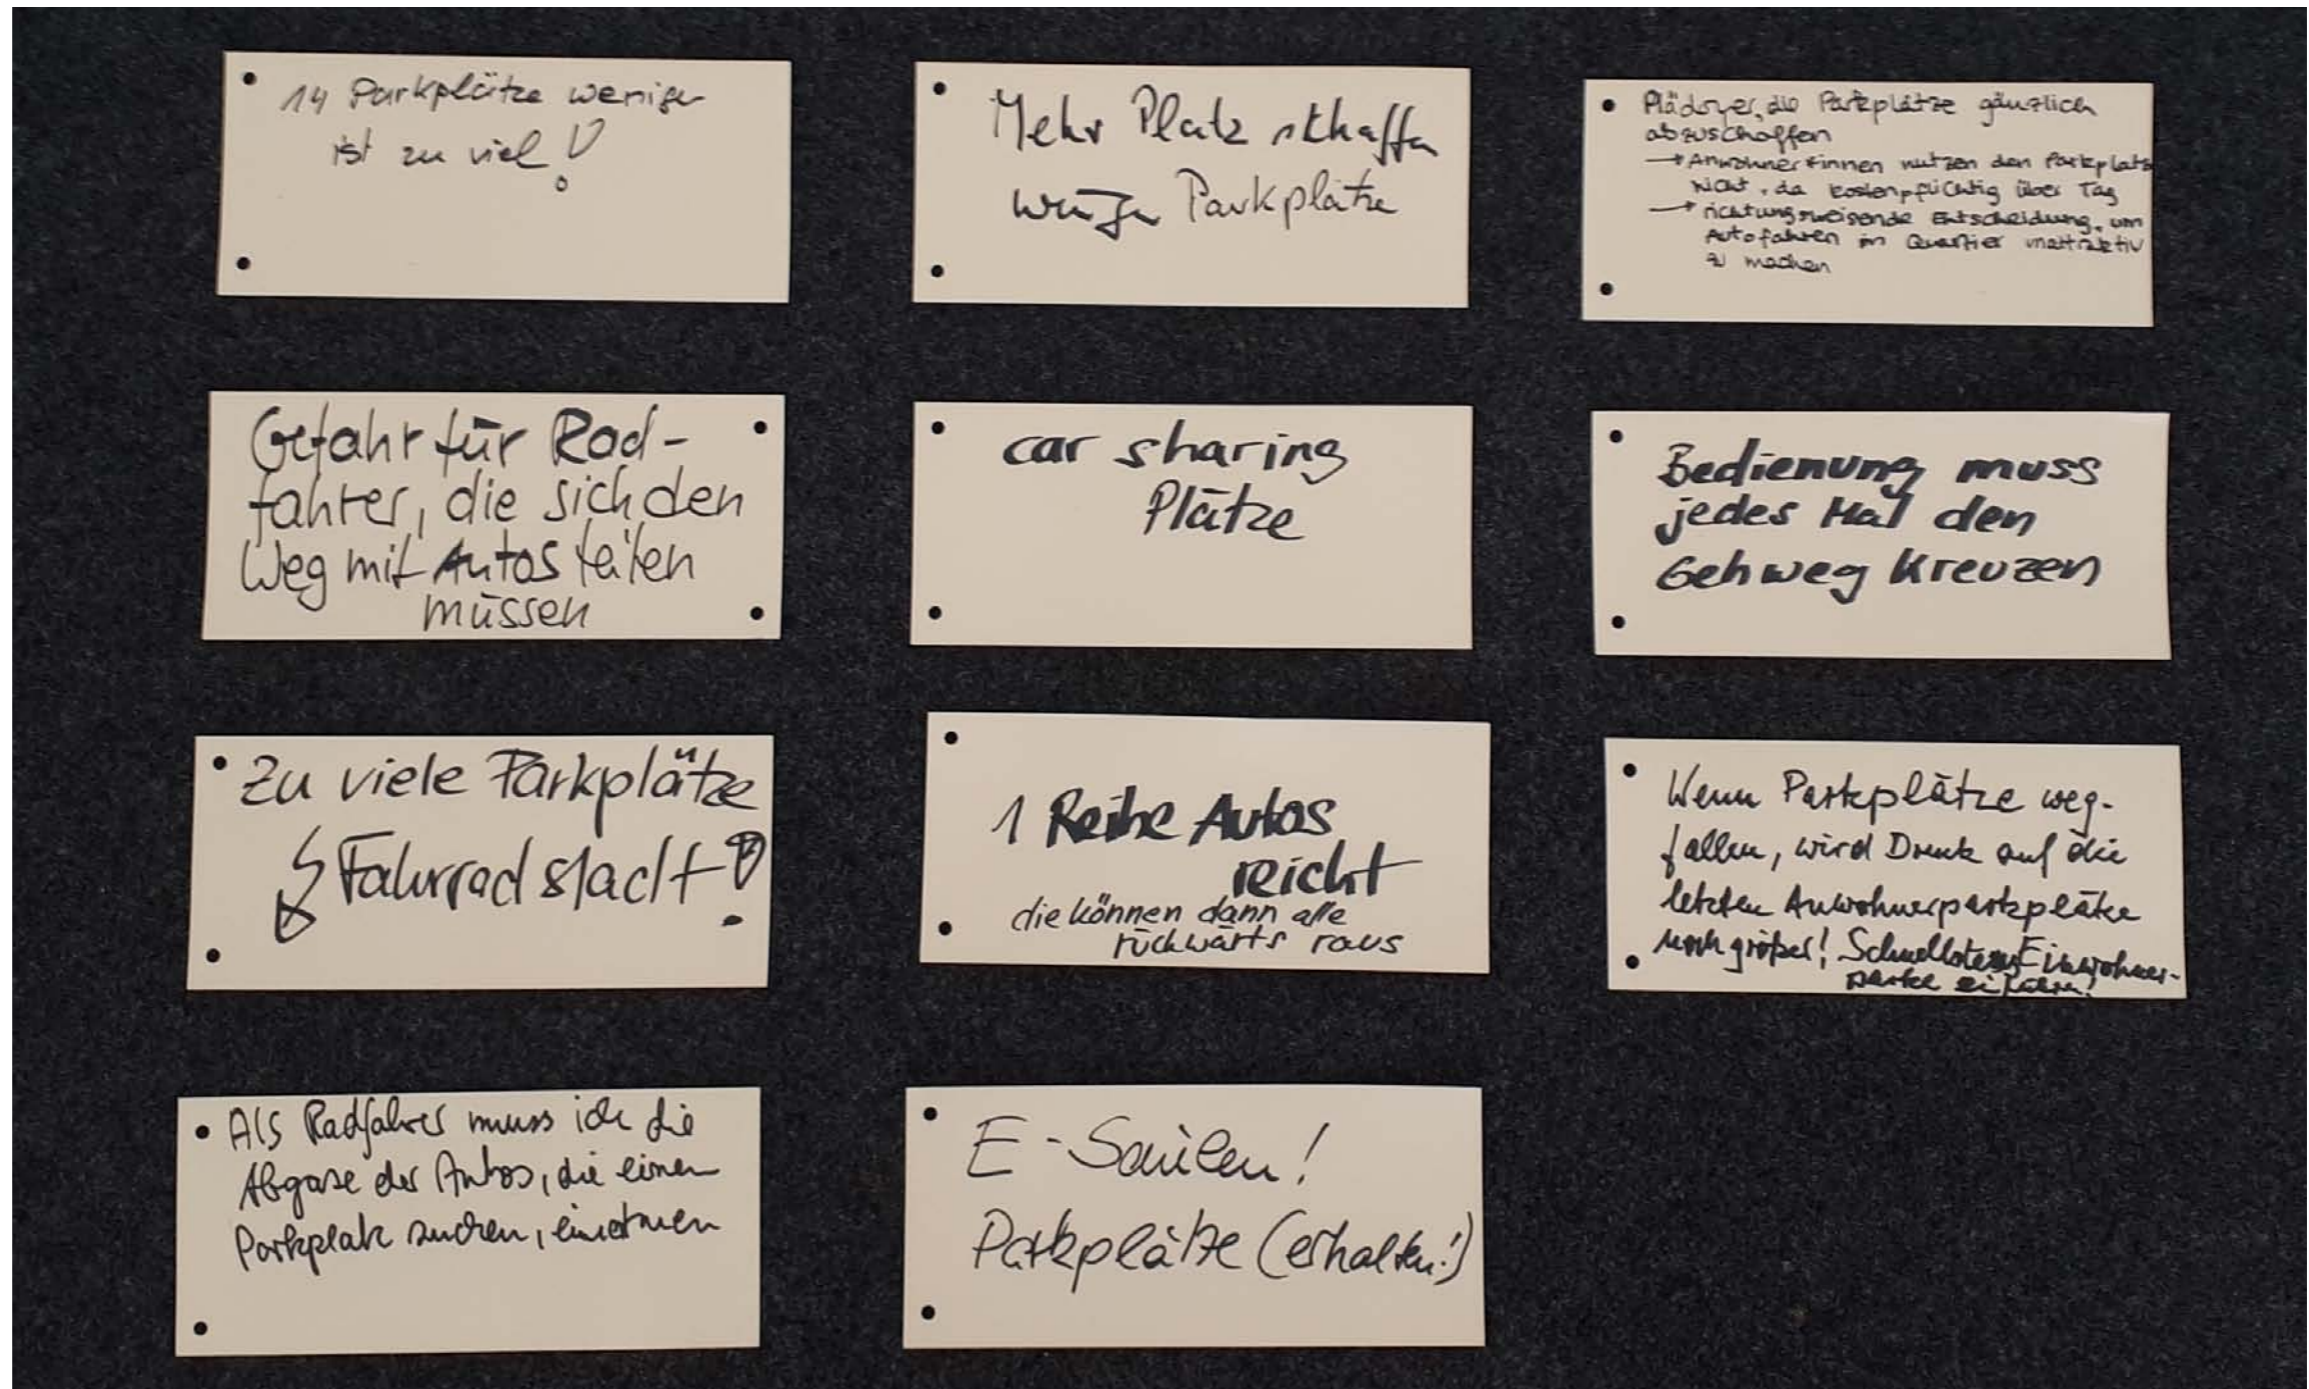 14 Parkplätze weniger
ist zu viel!
Mehr Platz schaffen
weniger Parkplätze
Plädoyer, die Parkplätze gänzlich
abzuschaffen
→ Anwohner*innen nutzen den Parkplatz
nicht, da kostenpflichtig über Tag
→ richtungsweisende Entscheidung, um
Autofahren im Quartier unattraktiv
zu machen
Gefahr für Rad-
fahrer, die sich den
Weg mit Autos teilen
müssen
car sharing
Plätze
Bedienung muss
jedes Mal den
Gehweg kreuzen
Zu viele Parkplätze
↯ Fahrradstadt!
1 Reihe Autos
reicht
die können dann alle
rückwärts raus
Wenn Parkplätze weg-
fallen, wird Druck auf die
letzten Anwohnerparkplätze
noch größer! Schnellstens Einwohner-
Als Radfahrer muss ich die
Abgase der Autos, die einen
Parkplatz suchen, einatmen
E-Säulen!
Parkplätze (erhalten!)